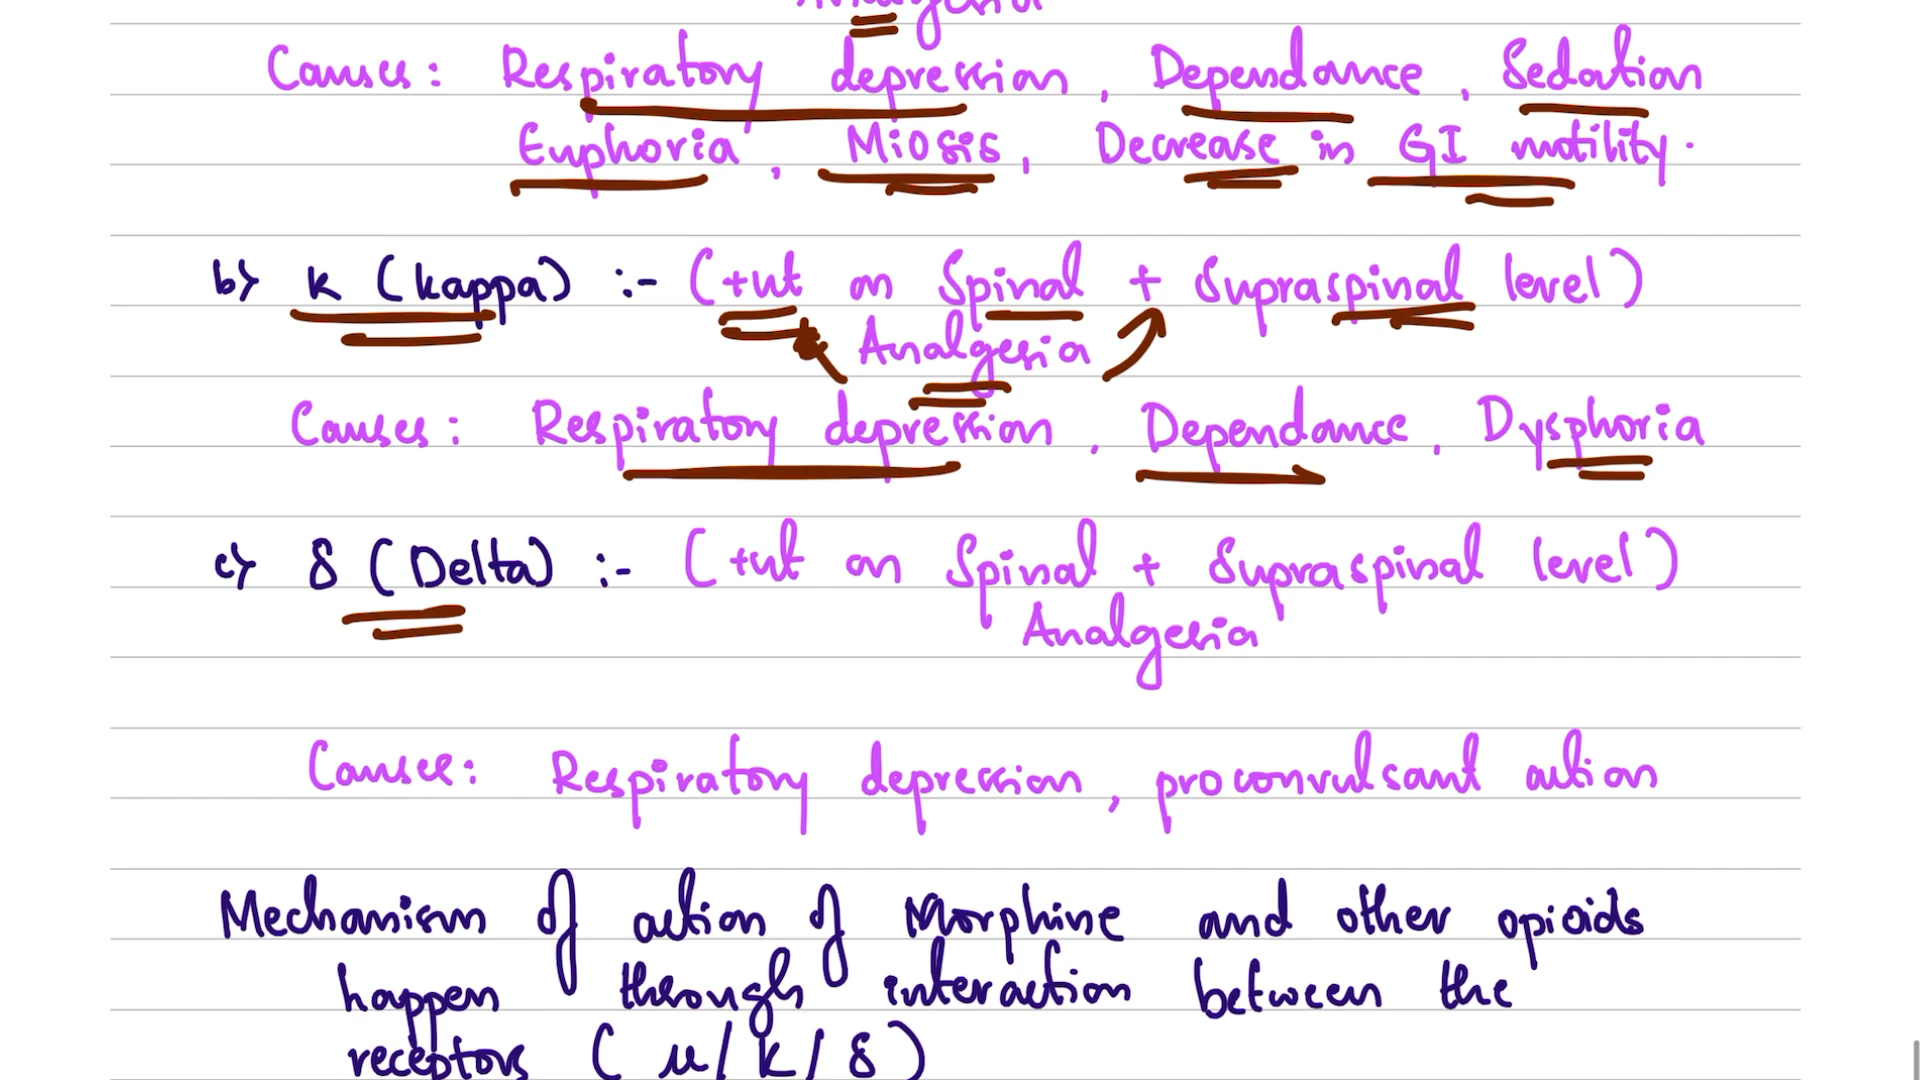 Analgesia
Causes: Respiratory depression, Dependance, Sedation
Euphoria, Miosis, Decrease in GI motility.
b) K (kappa) :- (+ut on Spinal + Supraspinal level)
Analgesia
Causes: Respiratory depression, Dependance, Dysphoria
c) δ (Delta) :- (+ut on Spinal + Supraspinal level)
Analgesia
Causes: Respiratory depression, proconvulsant action
Mechanism of action of Morphine and other opioids
happen through interaction between the
receptors (μ/K/δ)